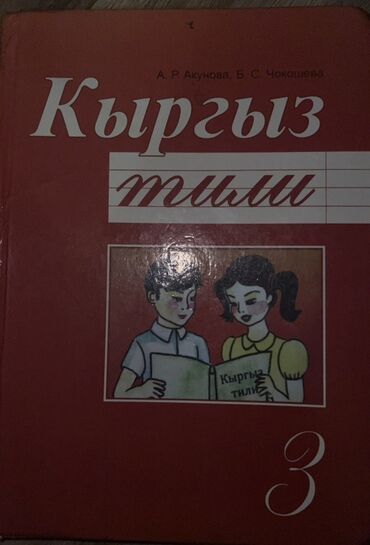 А. Р. Акунова, Б. С. Чокошева
Кыргыз
тили
Кыргыз
тили
3